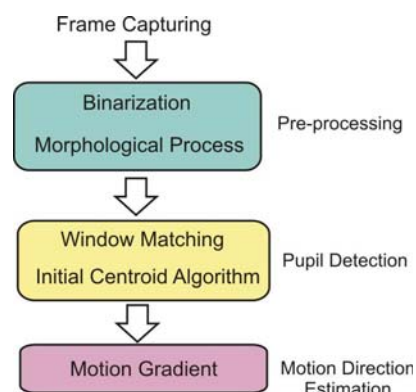 Frame Capturing
Binarization
Morphological Process
Pre-processing
Window Matching
Initial Centroid Algorithm
Pupil Detection
Motion Gradient
Motion Direction
Estimation